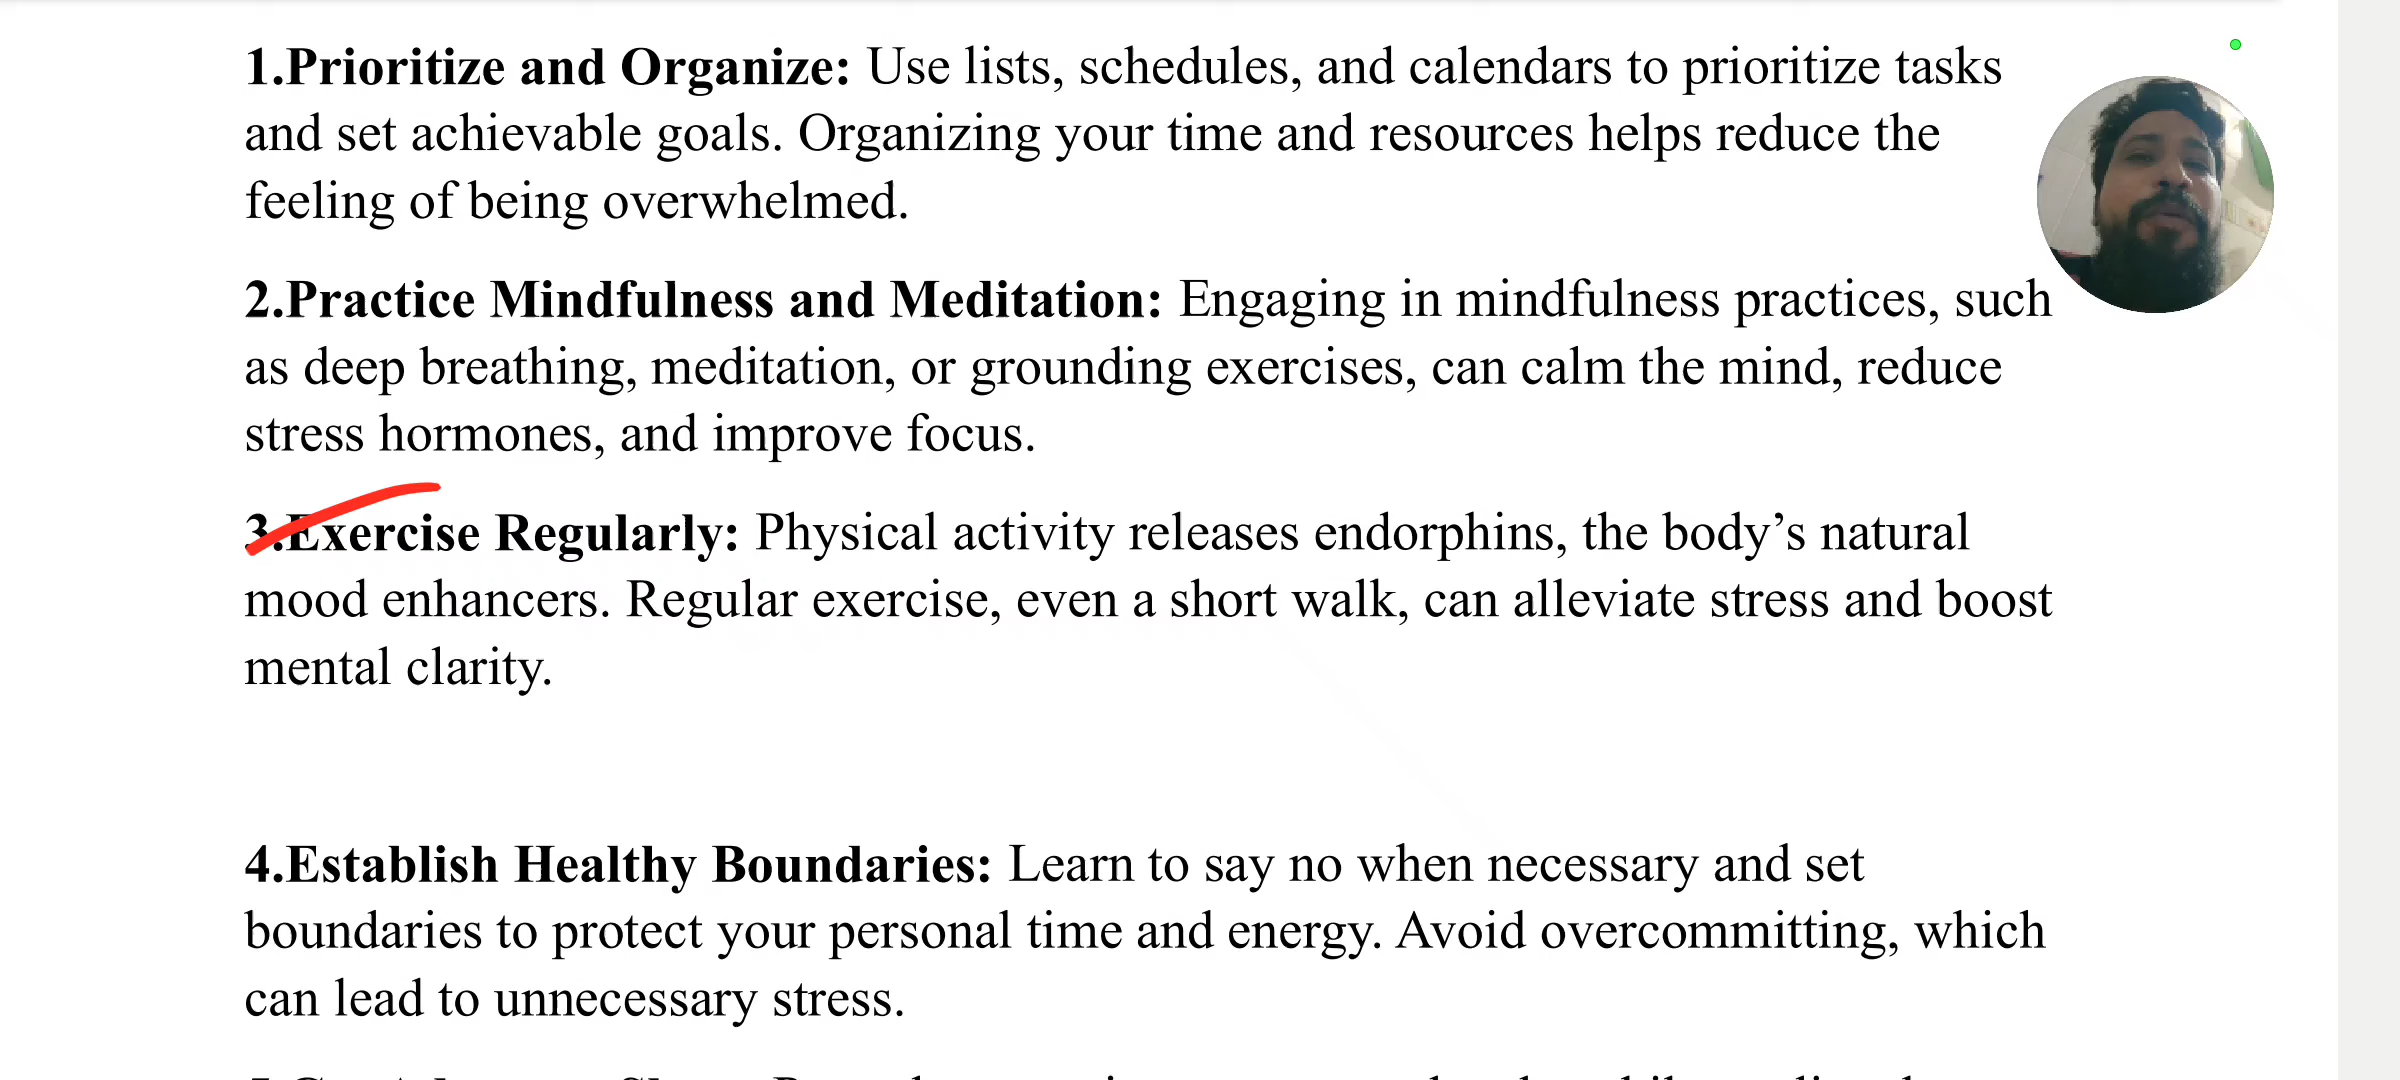 1.Prioritize and Organize: Use lists, schedules, and calendars to prioritize tasks
and set achievable goals. Organizing your time and resources helps reduce the
feeling of being overwhelmed.
2.Practice Mindfulness and Meditation: Engaging in mindfulness practices, such
as deep breathing, meditation, or grounding exercises, can calm the mind, reduce
stress hormones, and improve focus.
3.Exercise Regularly: Physical activity releases endorphins, the body’s natural
mood enhancers. Regular exercise, even a short walk, can alleviate stress and boost
mental clarity.
4.Establish Healthy Boundaries: Learn to say no when necessary and set
boundaries to protect your personal time and energy. Avoid overcommitting, which
can lead to unnecessary stress.